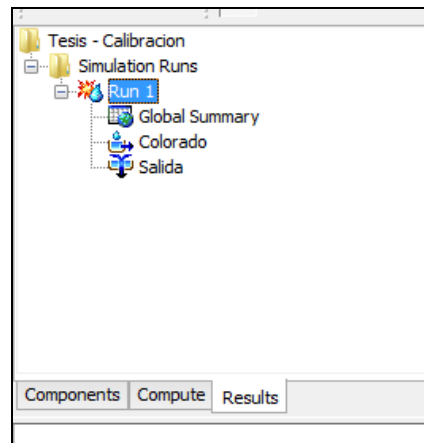 Tesis - Calibracion
Simulation Runs
Run 1
Global Summary
Colorado
Salida
Components Compute Results